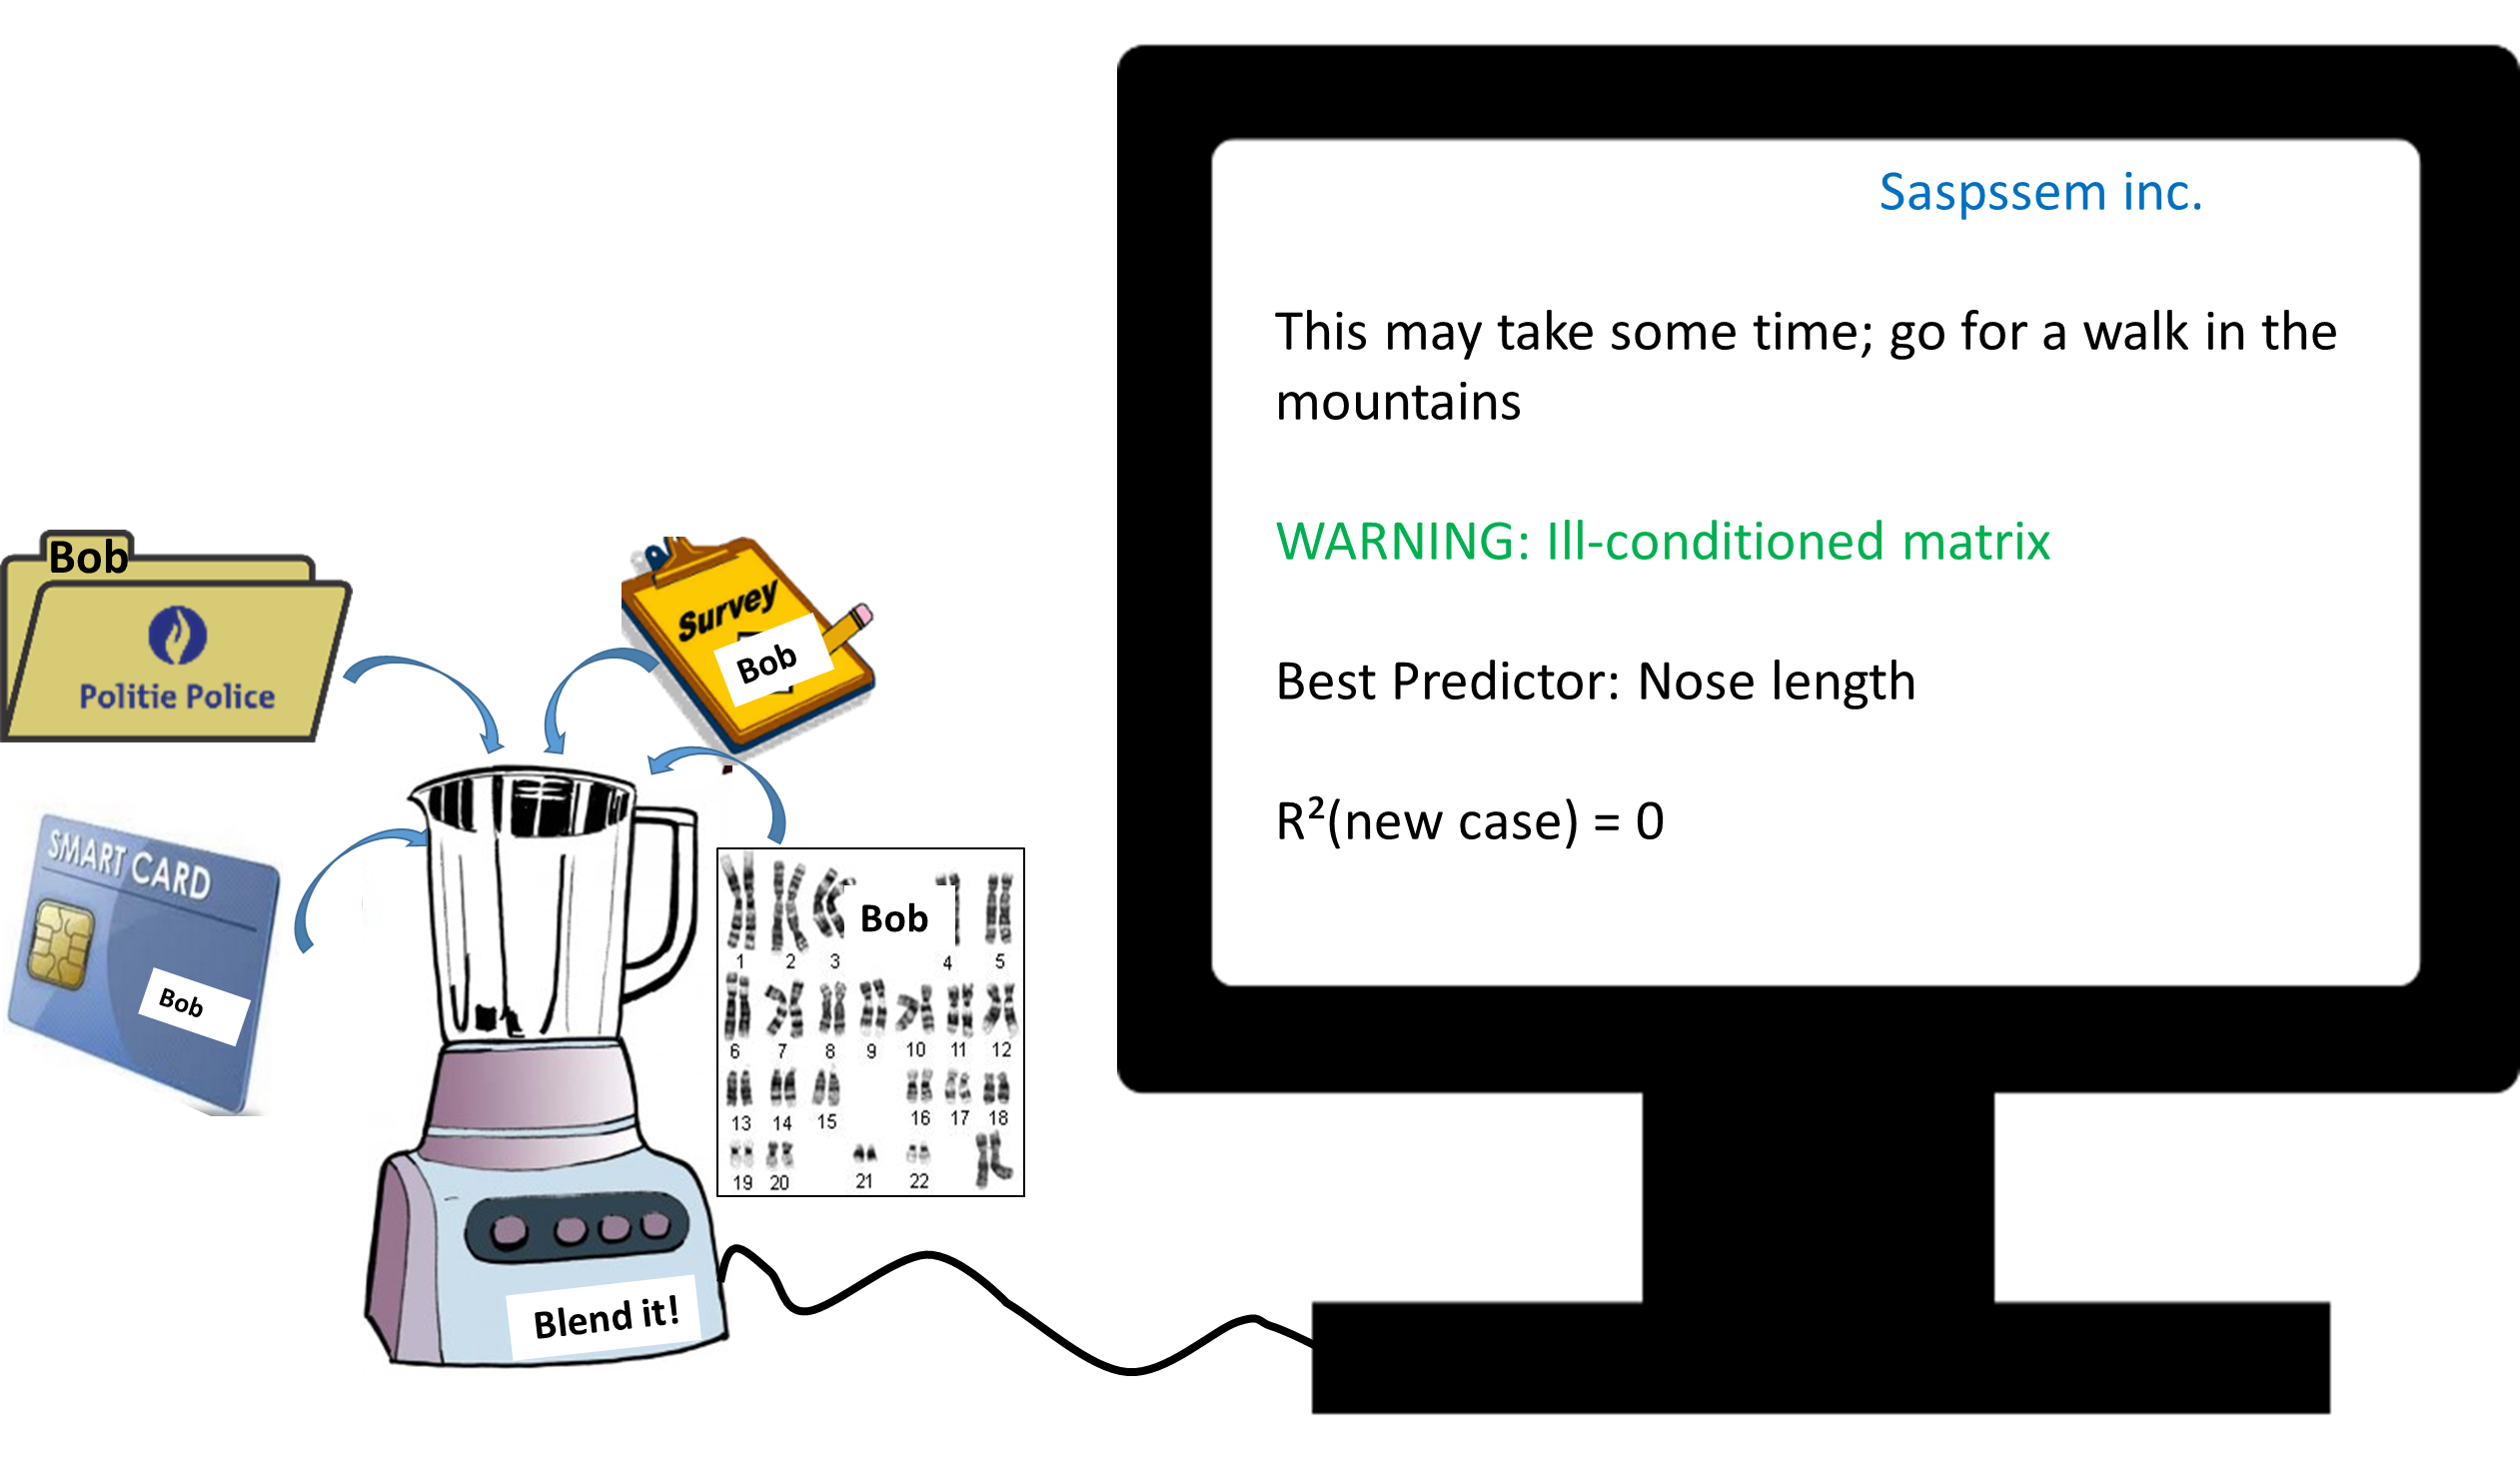 Saspssem inc.
This may take some time; go for a walk in the
mountains
WARNING: Ill-conditioned matrix
Best Predictor: Nose length
R²(new case) = 0
Bob
Politie Police
Survey
Bob
SMART CARD
Bob
Bob
1 2 3 4 5
6 7 8 9 10 11 12
13 14 15 16 17 18
19 20 21 22
Blend it!